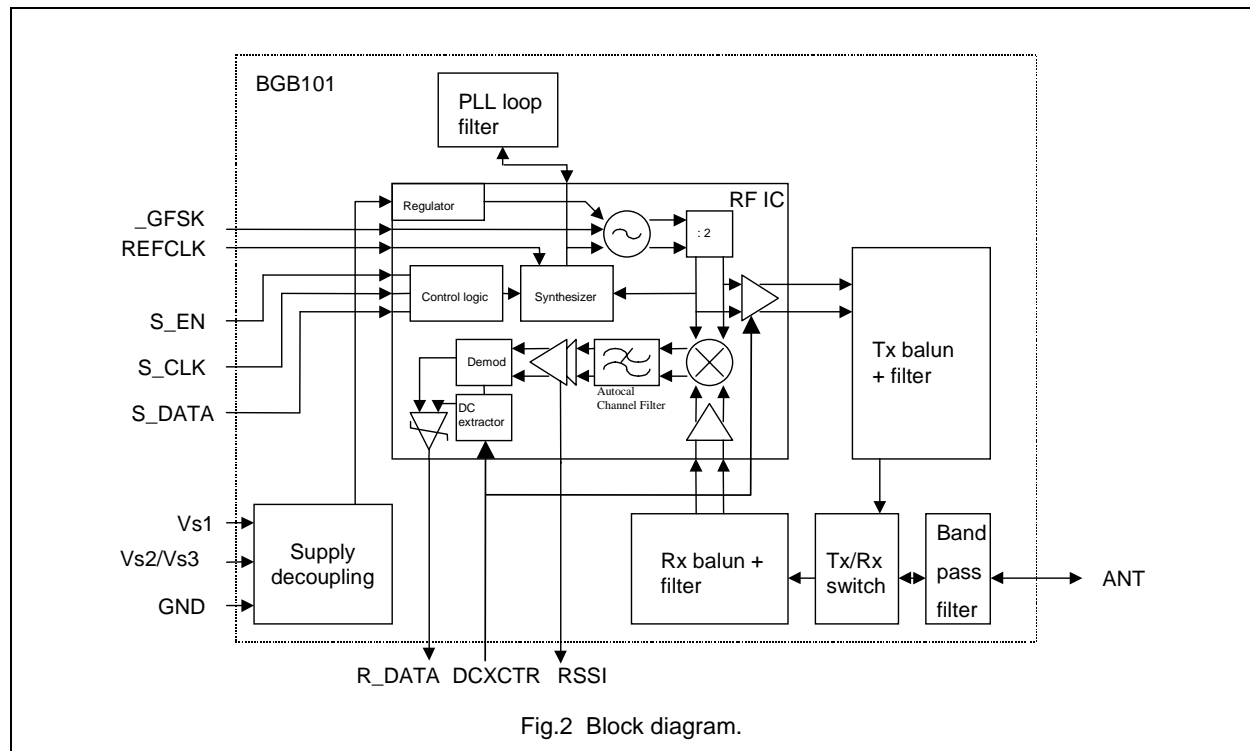 BGB101
PLL loop
filter
RF IC
Regulator
_GFSK
REFCLK
: 2
S_EN
S_CLK
S_DATA
Control logic
Synthesizer
Tx balun
+ filter
Demod
Autocal
Channel Filter
DC
extractor
Vs1
Vs2/Vs3
GND
Supply
decoupling
Rx balun +
filter
Tx/Rx
switch
Band
pass
filter
ANT
R_DATA DCXCTR RSSI
Fig.2 Block diagram.